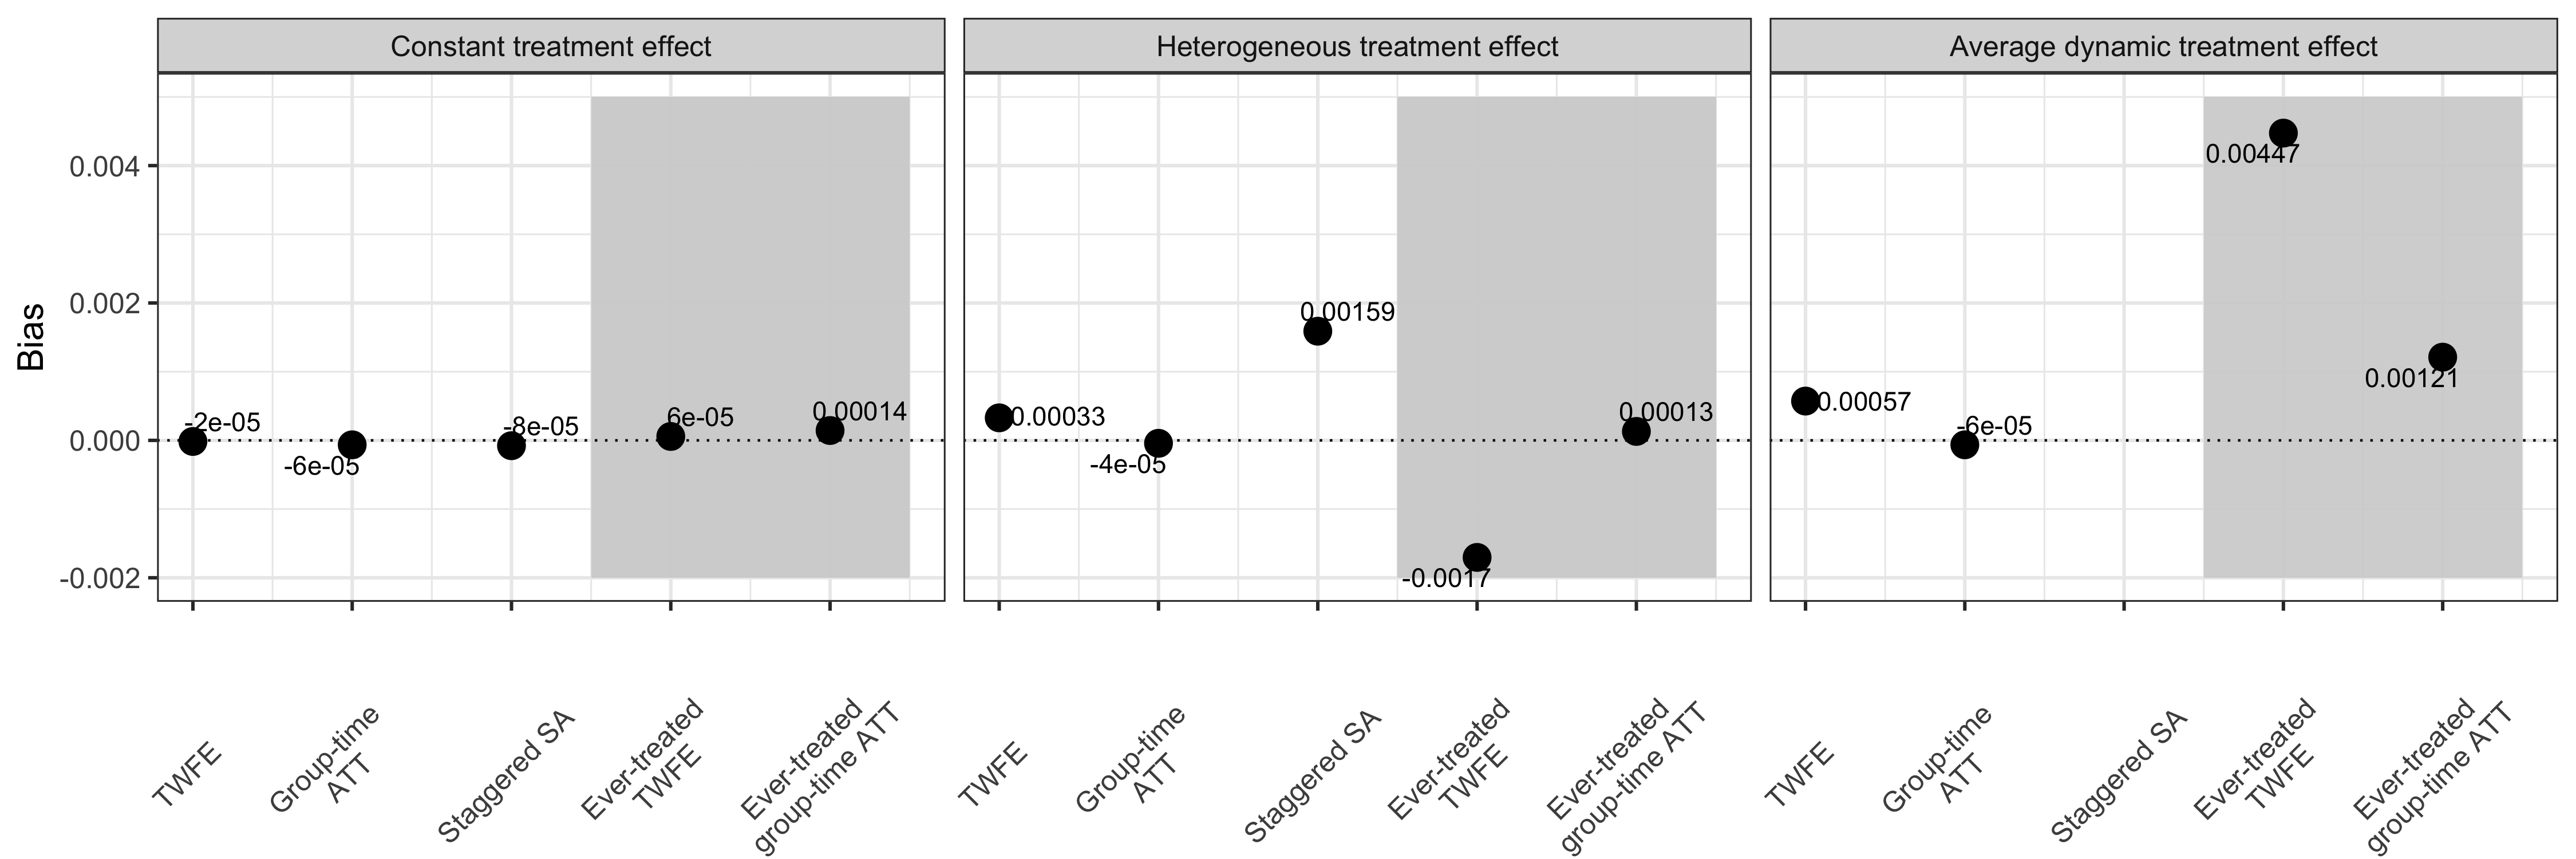 Constant treatment effect
Heterogeneous treatment effect
Average dynamic treatment effect
Bias
0.004
0.002
0.000
-0.002
-2e-05
-6e-05
-8e-05
6e-05
0.00014
0.00033
-4e-05
0.00159
-0.0017
0.00013
0.00057
-6e-05
0.00447
0.00121
TWFE
Group-time
ATT
Staggered SA
Ever-treated
TWFE
Ever-treated
group-time ATT
TWFE
Group-time
ATT
Staggered SA
Ever-treated
TWFE
Ever-treated
group-time ATT
TWFE
Group-time
ATT
Staggered SA
Ever-treated
TWFE
Ever-treated
group-time ATT